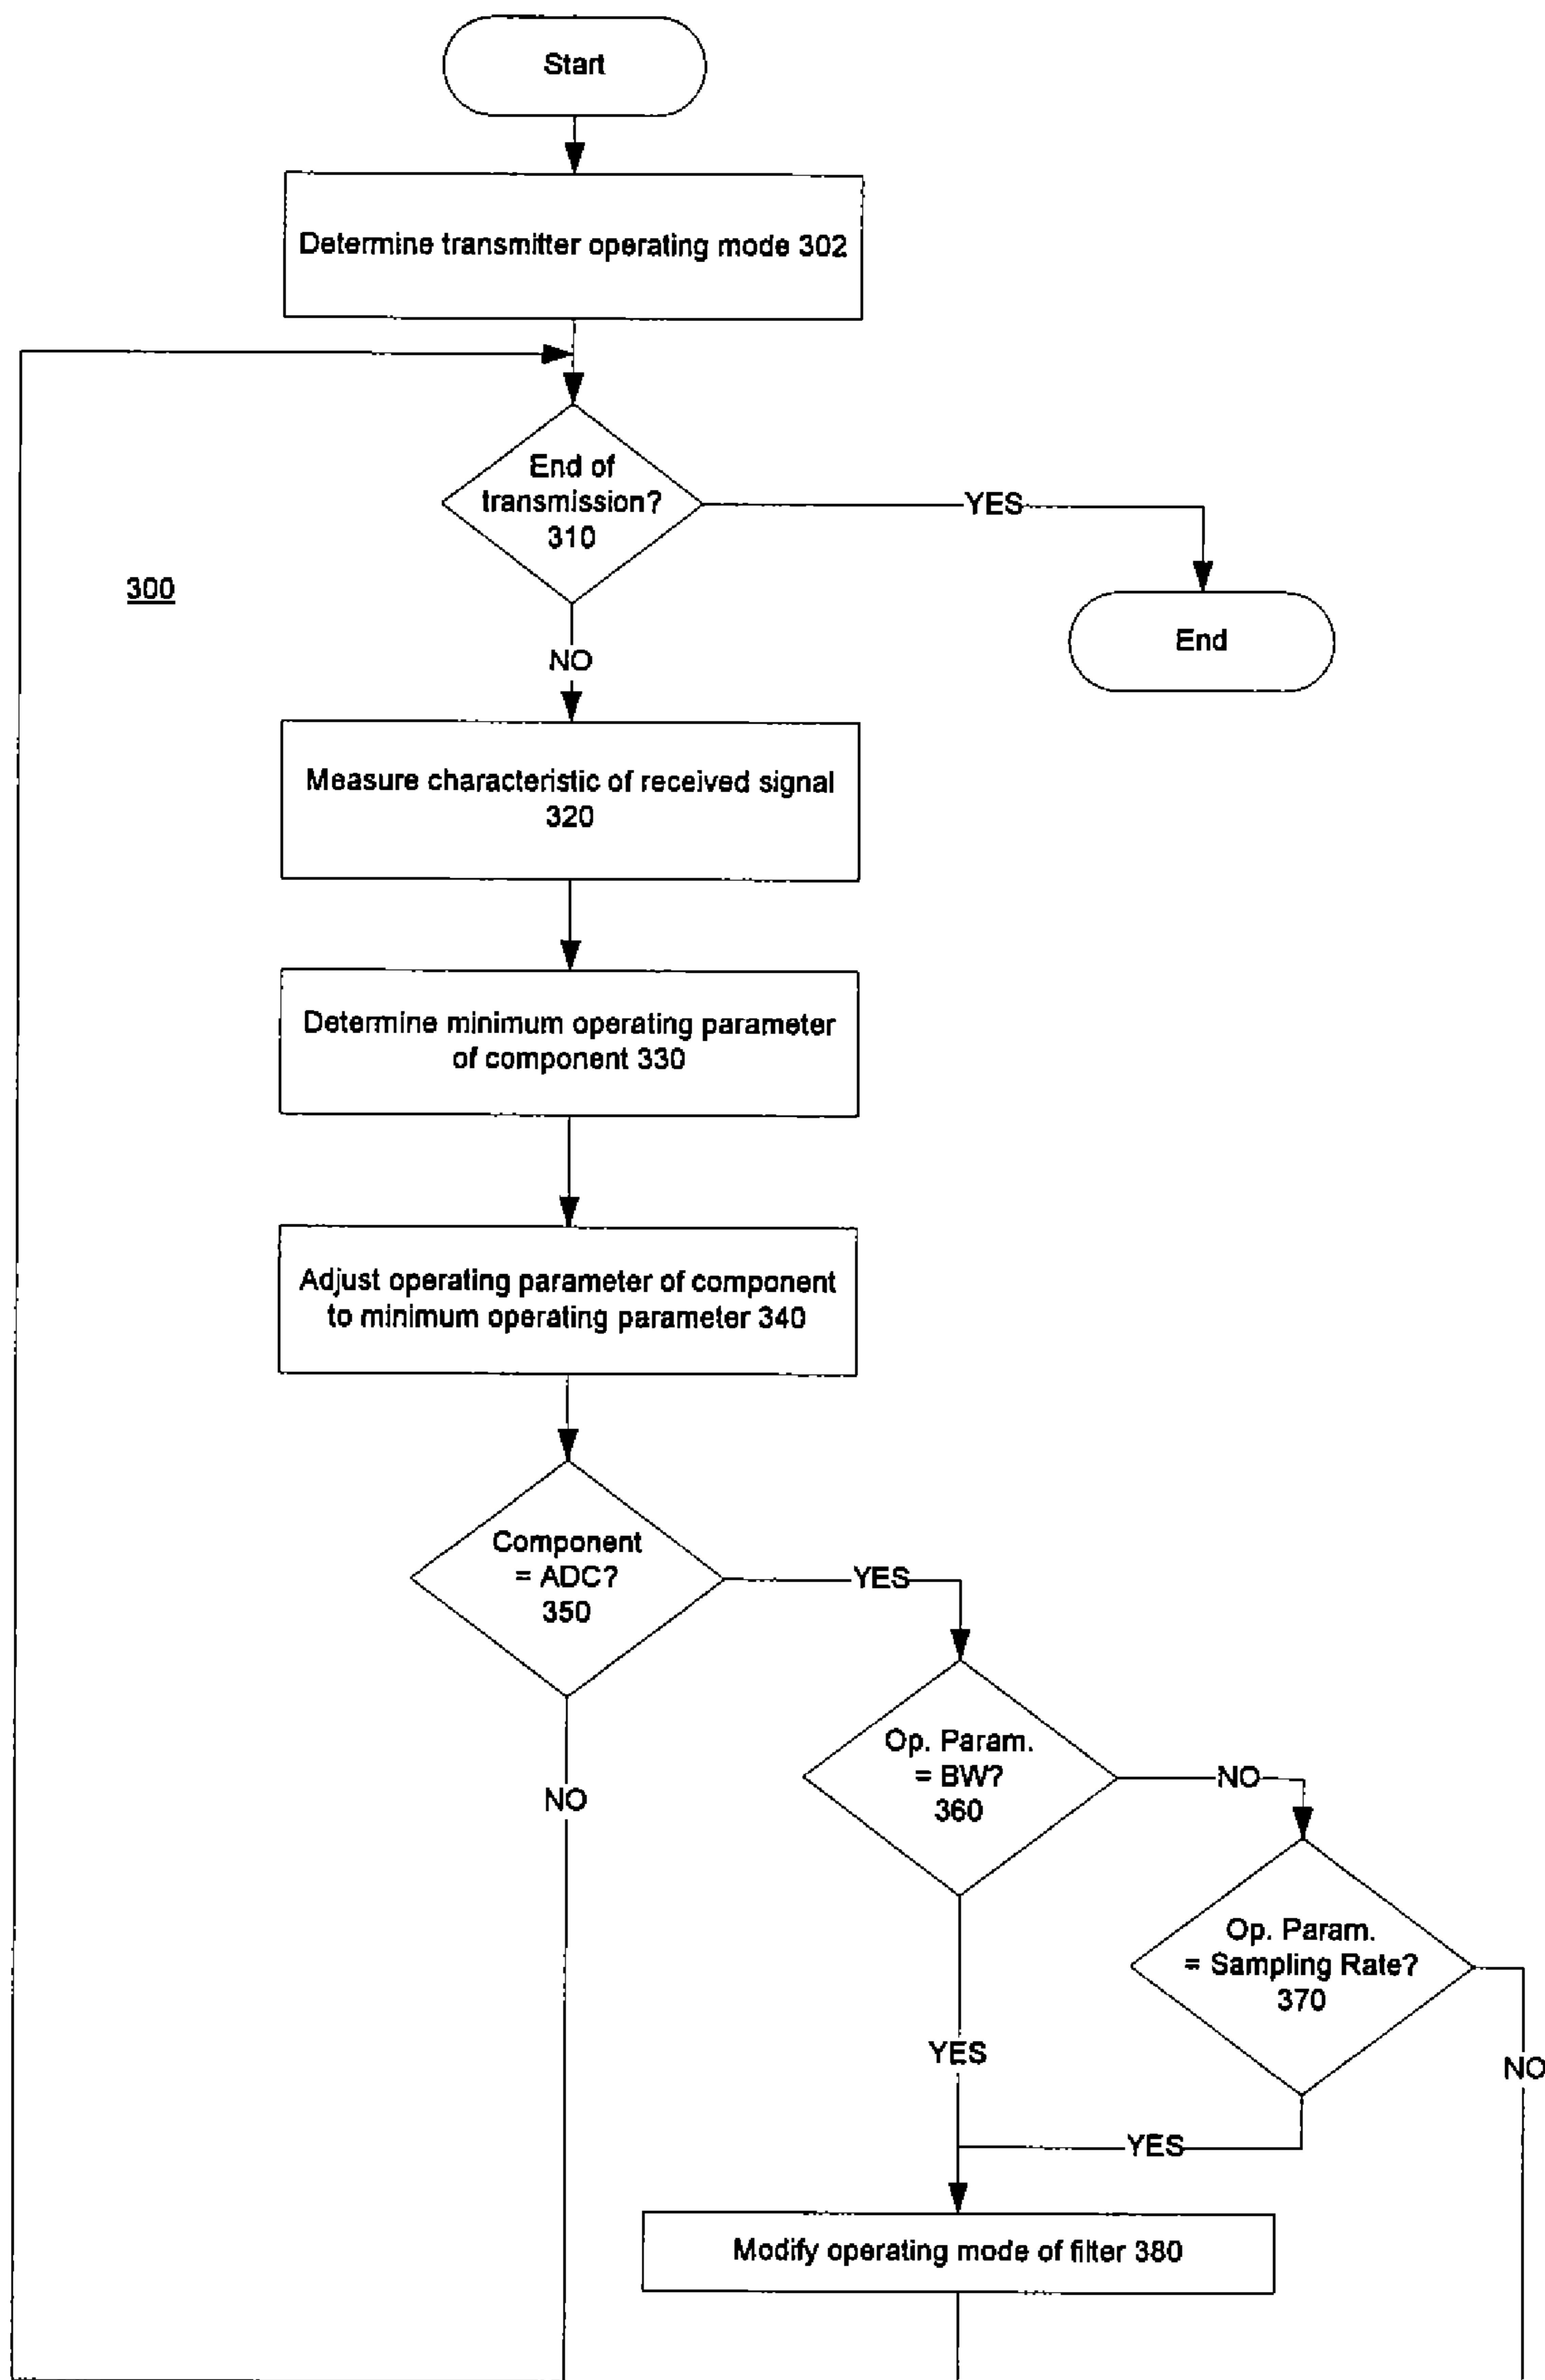 Start
Determine transmitter operating mode 302
End of
transmission?
310
YES
300
End
NO
Measure characteristic of received signal
320
Determine minimum operating parameter
of component 330
Adjust operating parameter of component
to minimum operating parameter 340
Component
= ADC?
350
YES
Op. Param.
= BW?
360
NO
NO
Op. Param.
= Sampling Rate?
370
YES
NO
YES
Modify operating mode of filter 380